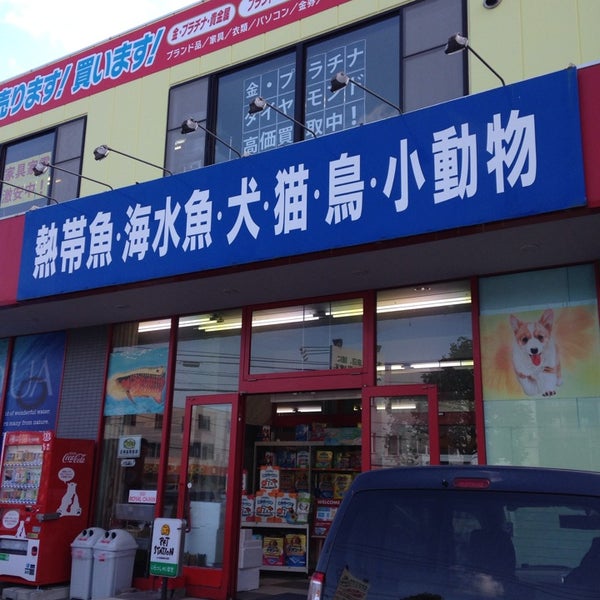 売ります!買います!
金・プラチナ・貴金属
ブランド品/家具/衣類/パソコン/金券/
金・プラチナ
ダイヤモンド
高価買取中!
熱帯魚・海水魚・犬・猫・鳥・小動物
Coca-Cola
ROYAL CANIN
PET
STATION
WELCOME